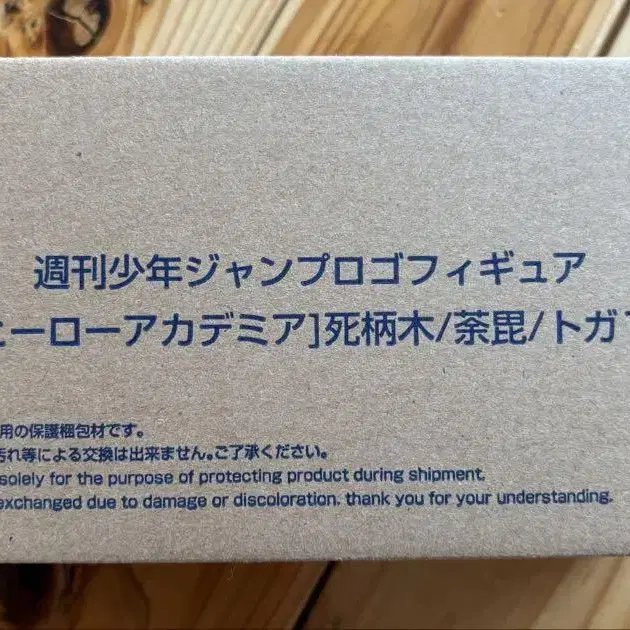 週刊少年ジャンプロゴフィギュア
ヒーローアカデミア]死柄木/荼毘/トガ
用の保護梱包材です。
汚れ等による交換は出来ません。ご了承ください。
solely for the purpose of protecting product during shipment.
exchanged due to damage or discoloration. thank you for your understanding.